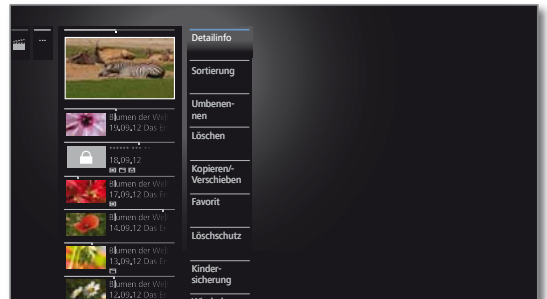 ...
Detailinfo
Sortierung
Umbenen-
nen
Löschen
Kopieren/-
Verschieben
Favorit
Löschschutz
Kinder-
sicherung
Blumen der Wel
19.09.12 Das Er
18.09.12
Blumen der Wel
17.09.12 Das Er
Blumen der Wel
14.09.12 Das Er
Blumen der Wel
13.09.12 Das Er
Blumen der Wel
12.09.12 Das Er